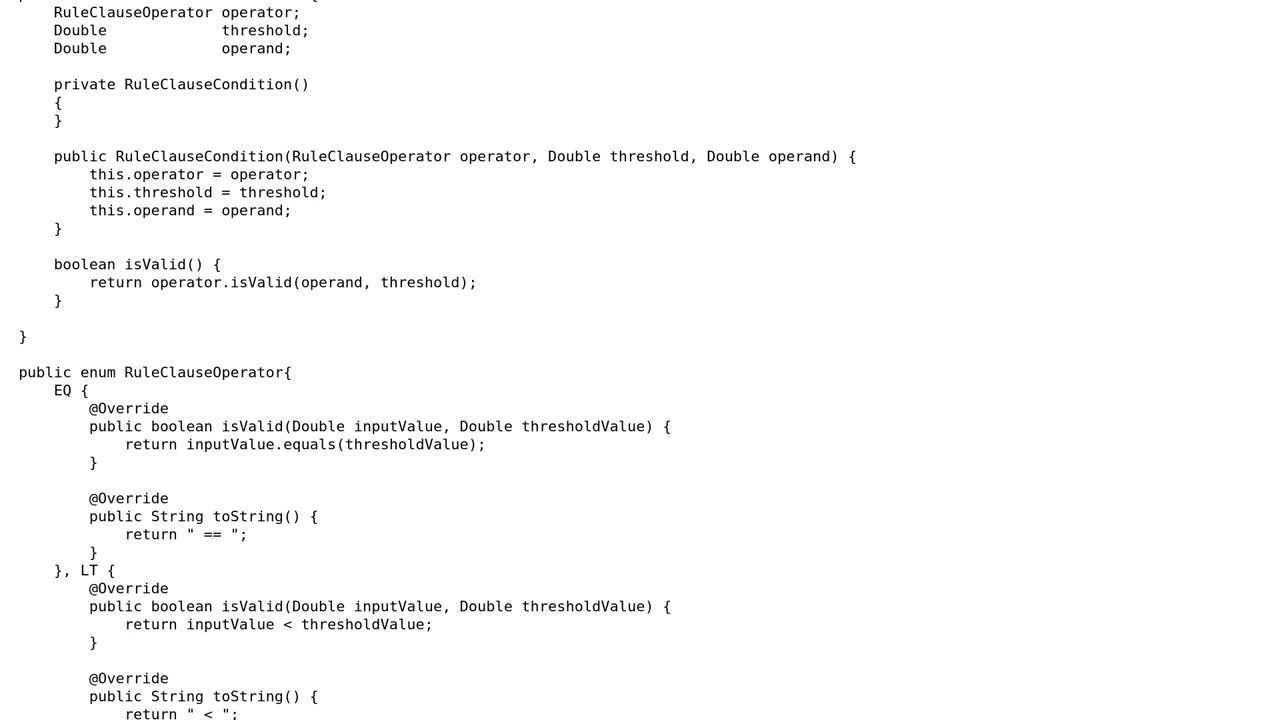 RuleClauseOperator operator;
Double             threshold;
Double             operand;

private RuleClauseCondition()
{
}

public RuleClauseCondition(RuleClauseOperator operator, Double threshold, Double operand) {
    this.operator = operator;
    this.threshold = threshold;
    this.operand = operand;
}

boolean isValid() {
    return operator.isValid(operand, threshold);
}

}

public enum RuleClauseOperator{
    EQ {
        @Override
        public boolean isValid(Double inputValue, Double thresholdValue) {
            return inputValue.equals(thresholdValue);
        }

        @Override
        public String toString() {
            return " == ";
        }
    }, LT {
        @Override
        public boolean isValid(Double inputValue, Double thresholdValue) {
            return inputValue < thresholdValue;
        }

        @Override
        public String toString() {
            return " < ";